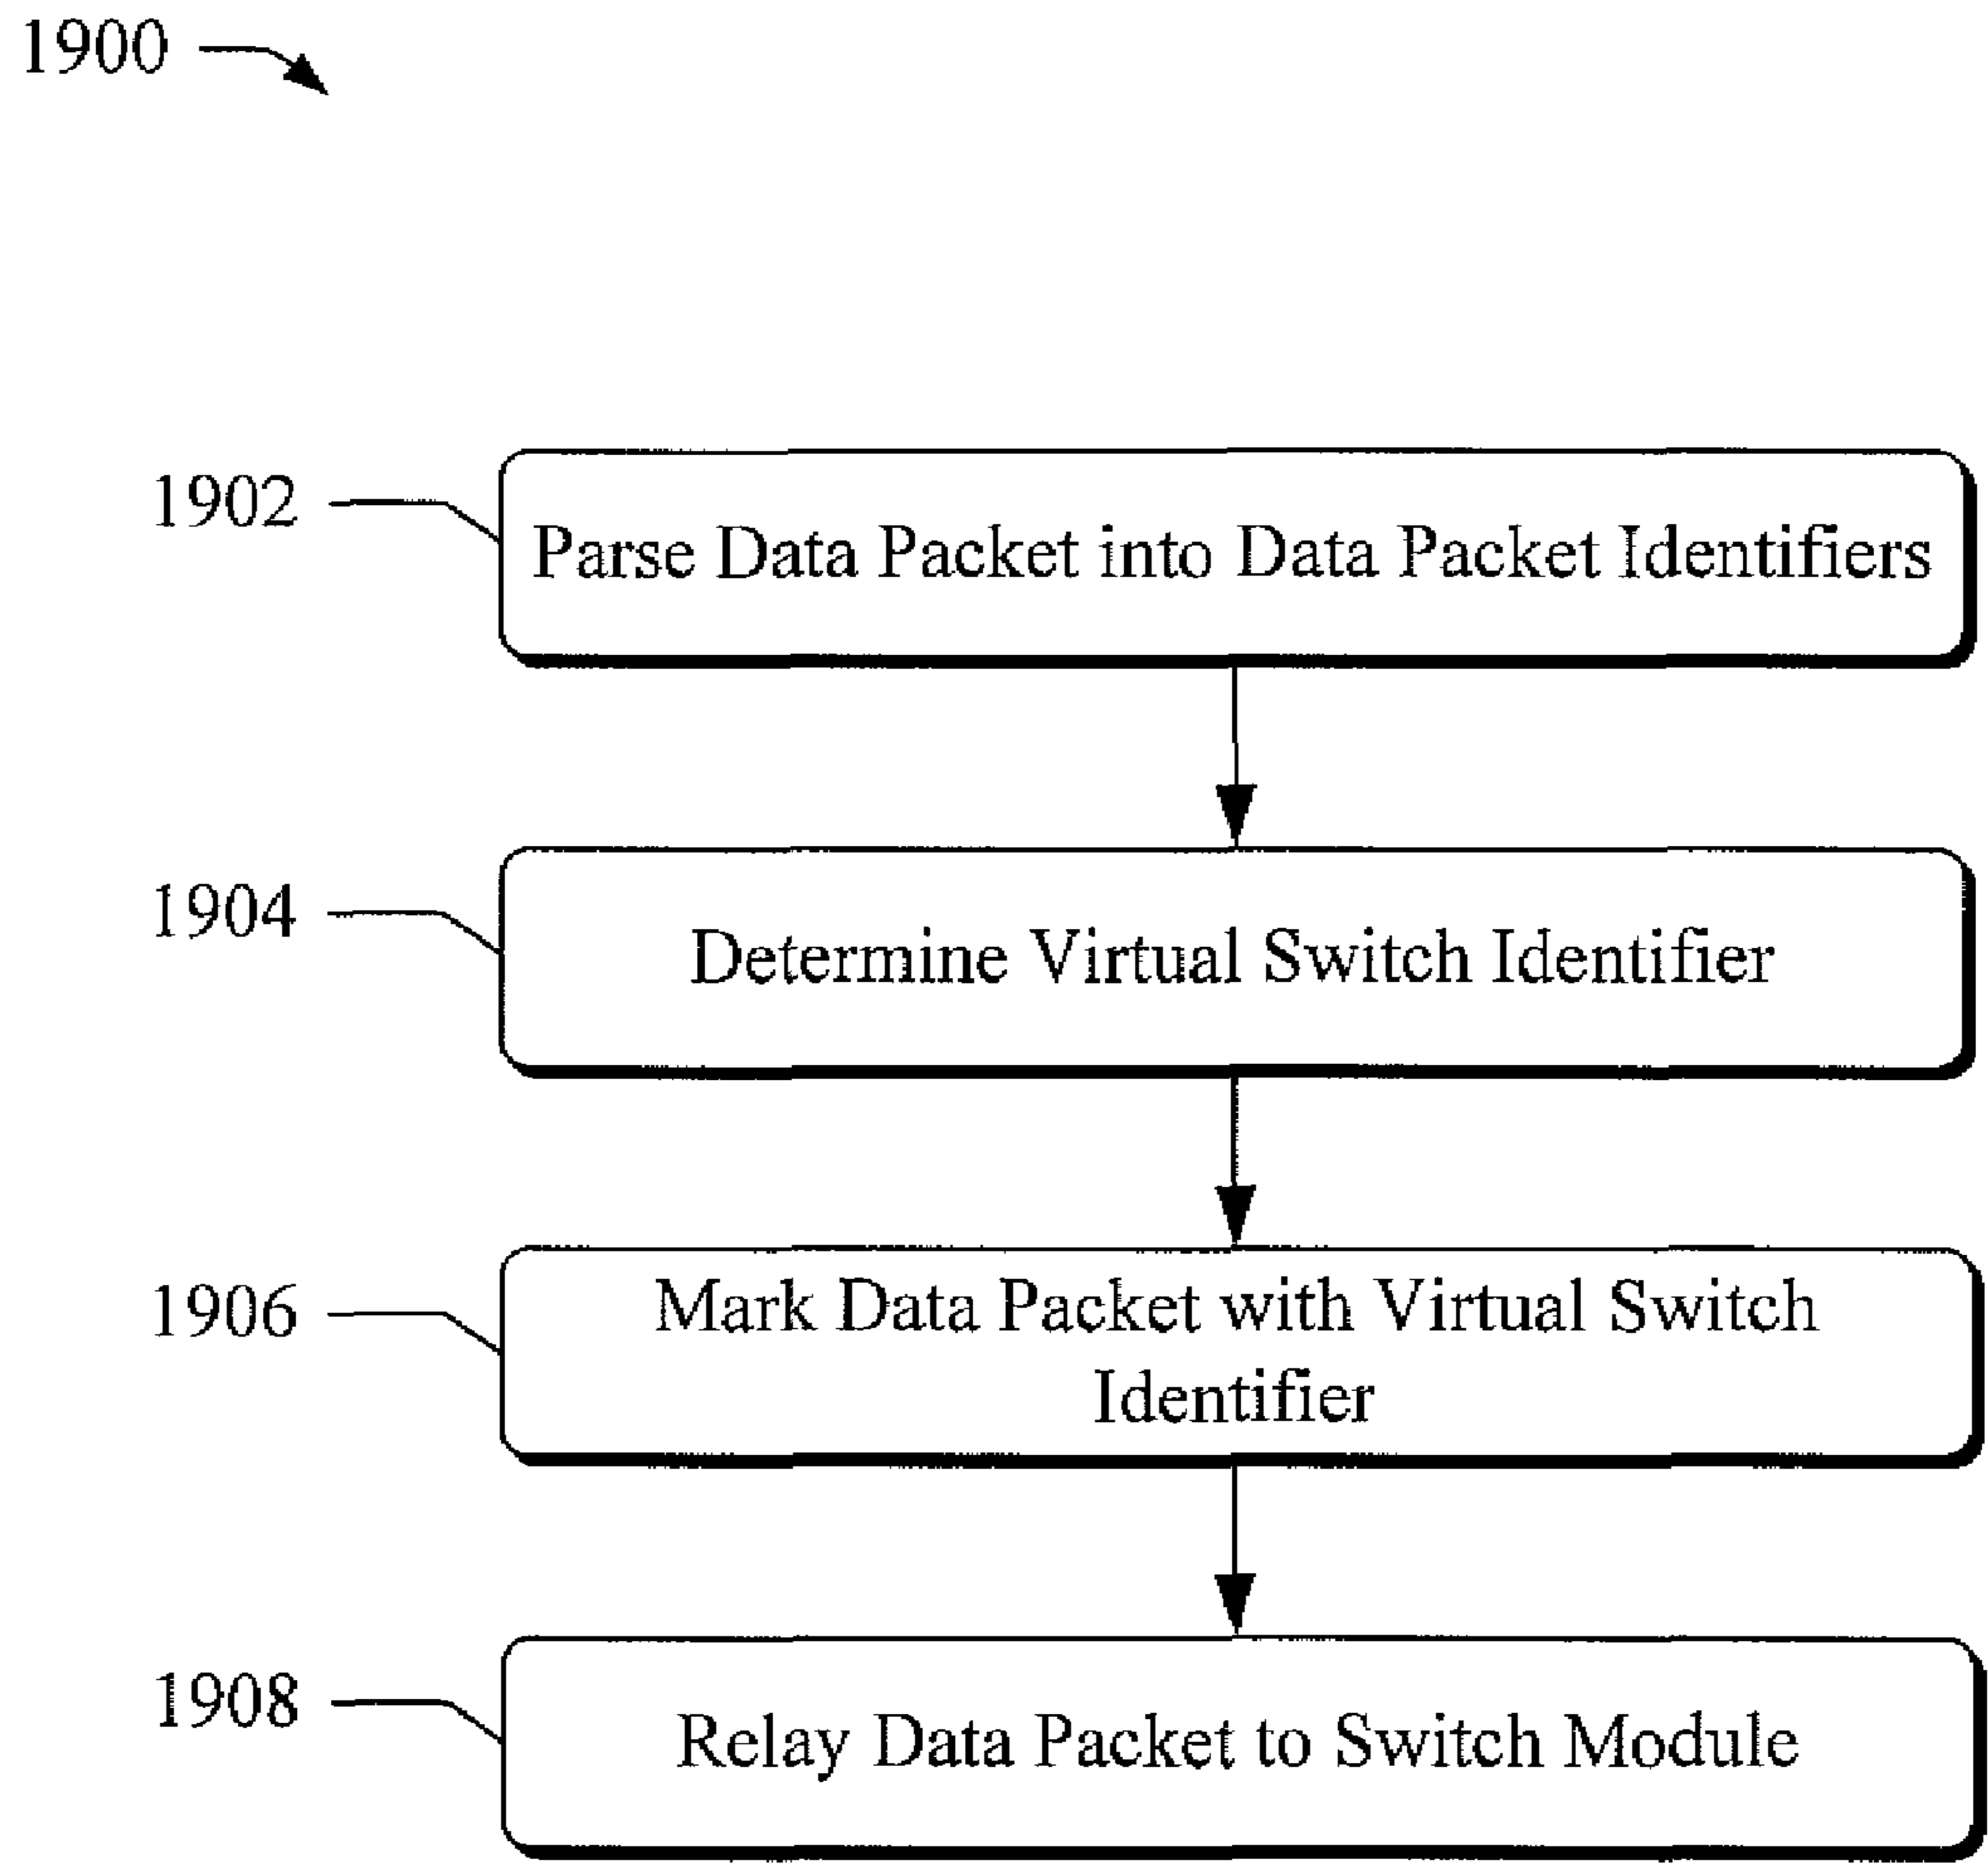 1900
1902
Parse Data Packet into Data Packet Identifiers
1904
Determine Virtual Switch Identifier
1906
Mark Data Packet with Virtual Switch
Identifier
1908
Relay Data Packet to Switch Module